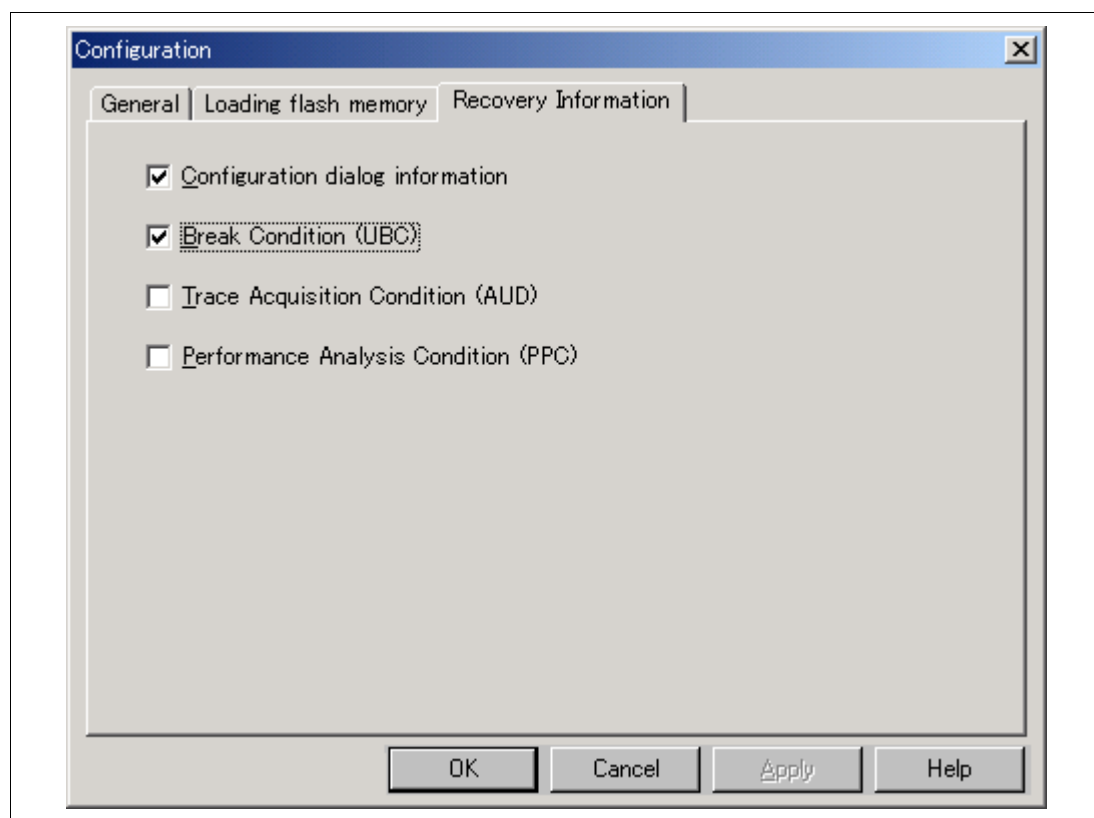 Configuration
General Loading flash memory Recovery Information
Configuration dialog information
Break Condition (UBC)
Trace Acquisition Condition (AUD)
Performance Analysis Condition (PPC)
OK Cancel Apply Help